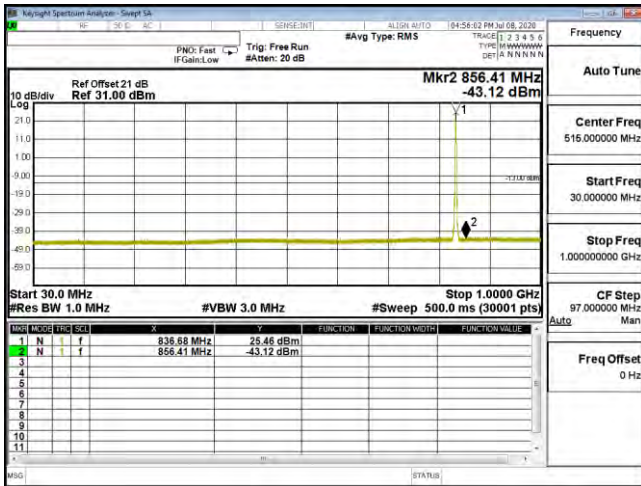 Keysight Spectrum Analyzer - Swept SA
RF 50 Ω AC SENSE:INT ALIGN AUTO 04:56:02 PM Jul 08, 2020
#Avg Type: RMS TRACE 1 2 3 4 5 6
PNO: Fast Trig: Free Run TYPE M W W W W W
IFGain:Low #Atten: 20 dB DET A N N N N N
Ref Offset 21 dB Mkr2 856.41 MHz
10 dB/div Ref 31.00 dBm -43.12 dBm
Log
1
21.0
11.0
1.00
-9.00
-13.00 dBm
-19.0
-29.0
2
-39.0
-49.0
-59.0
Start 30.0 MHz Stop 1.0000 GHz
#Res BW 1.0 MHz #VBW 3.0 MHz #Sweep 500.0 ms (30001 pts)
MKR MODE TRC SCL X Y FUNCTION FUNCTION WIDTH FUNCTION VALUE
1 N 1 f 836.68 MHz 25.46 dBm
2 N 1 f 856.41 MHz -43.12 dBm
3
4
5
6
7
8
9
10
11
MSG STATUS
Frequency
Auto Tune
Center Freq
515.000000 MHz
Start Freq
30.000000 MHz
Stop Freq
1.000000000 GHz
CF Step
97.000000 MHz
Auto Man
Freq Offset
0 Hz